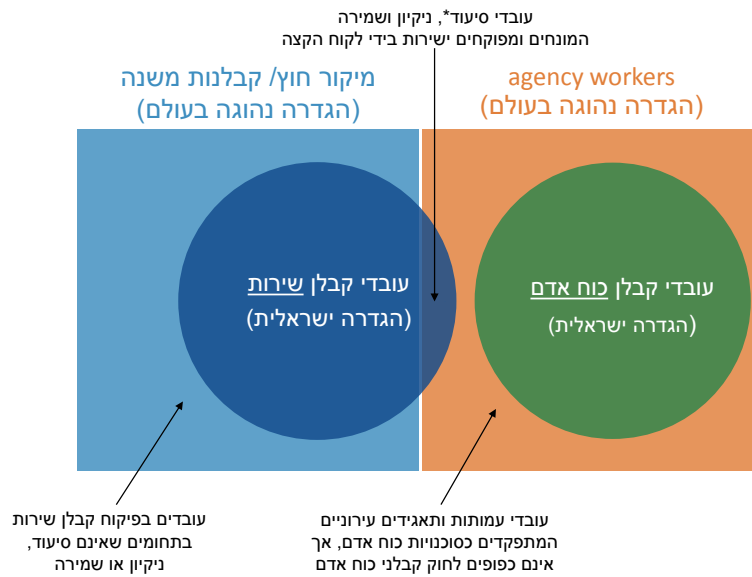 עובדי סיעוד*, ניקיון ושמירה
המונחים ומפוקחים ישירות בידי לקוח הקצה
agency workers
(הגדרה נהוגה בעולם)
מיקור חוץ/ קבלנות משנה
(הגדרה נהוגה בעולם)
עובדי קבלן כוח אדם
(הגדרה ישראלית)
עובדי קבלן שירות
(הגדרה ישראלית)
עובדי עמותות ותאגידים עירוניים
המתפקדים כסוכנויות כוח אדם, אך
אינם כפופים לחוק קבלני כוח אדם
עובדים בפיקוח קבלן שירות
בתחומים שאינם סיעוד,
ניקיון או שמירה